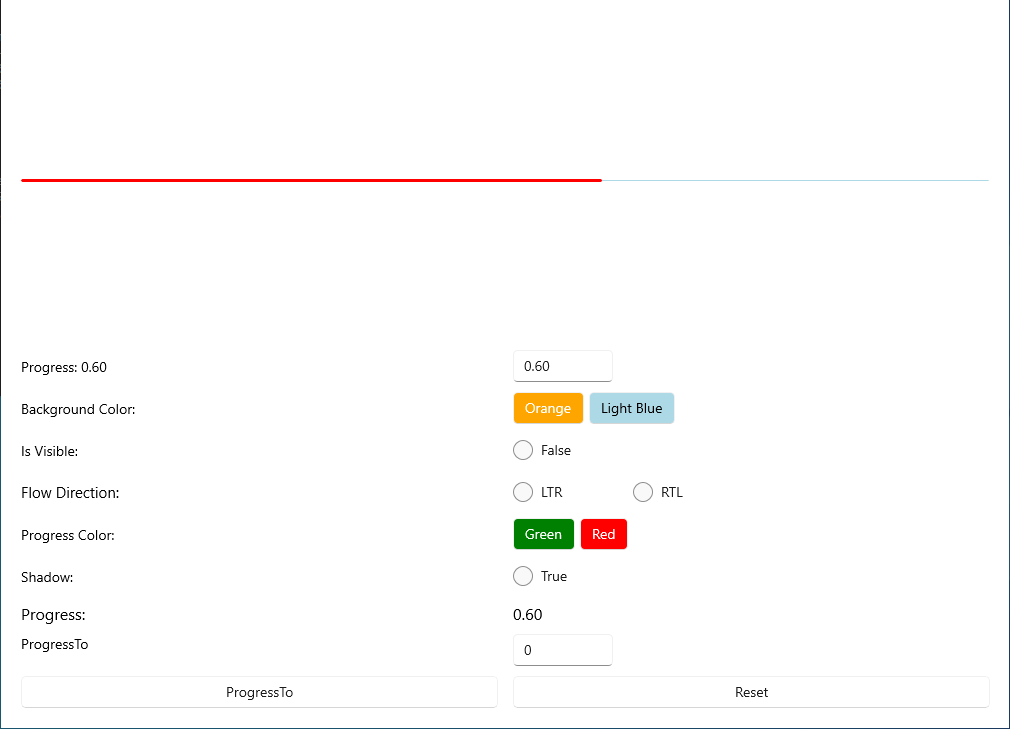 Progress: 0.60 0.60
Background Color: Orange Light Blue
Is Visible: False
Flow Direction: LTR RTL
Progress Color: Green Red
Shadow: True
Progress: 0.60
ProgressTo 0
ProgressTo Reset